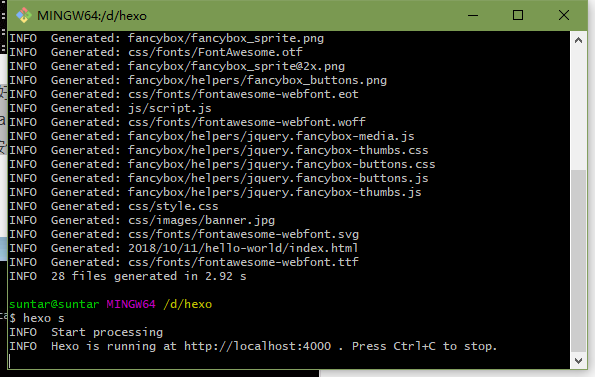 MINGW64:/d/hexo
INFO  Generated: fancybox/fancybox_sprite.png
INFO  Generated: css/fonts/FontAwesome.otf
INFO  Generated: fancybox/fancybox_sprite@2x.png
INFO  Generated: fancybox/helpers/fancybox_buttons.png
INFO  Generated: css/fonts/fontawesome-webfont.eot
INFO  Generated: js/script.js
INFO  Generated: css/fonts/fontawesome-webfont.woff
INFO  Generated: fancybox/helpers/jquery.fancybox-media.js
INFO  Generated: fancybox/helpers/jquery.fancybox-thumbs.css
INFO  Generated: fancybox/helpers/jquery.fancybox-buttons.css
INFO  Generated: fancybox/helpers/jquery.fancybox-buttons.js
INFO  Generated: fancybox/helpers/jquery.fancybox-thumbs.js
INFO  Generated: css/style.css
INFO  Generated: css/images/banner.jpg
INFO  Generated: css/fonts/fontawesome-webfont.svg
INFO  Generated: 2018/10/11/hello-world/index.html
INFO  Generated: css/fonts/fontawesome-webfont.ttf
INFO  28 files generated in 2.92 s
suntar@suntar MINGW64 /d/hexo
$ hexo s
INFO  Start processing
INFO  Hexo is running at http://localhost:4000 . Press Ctrl+C to stop.